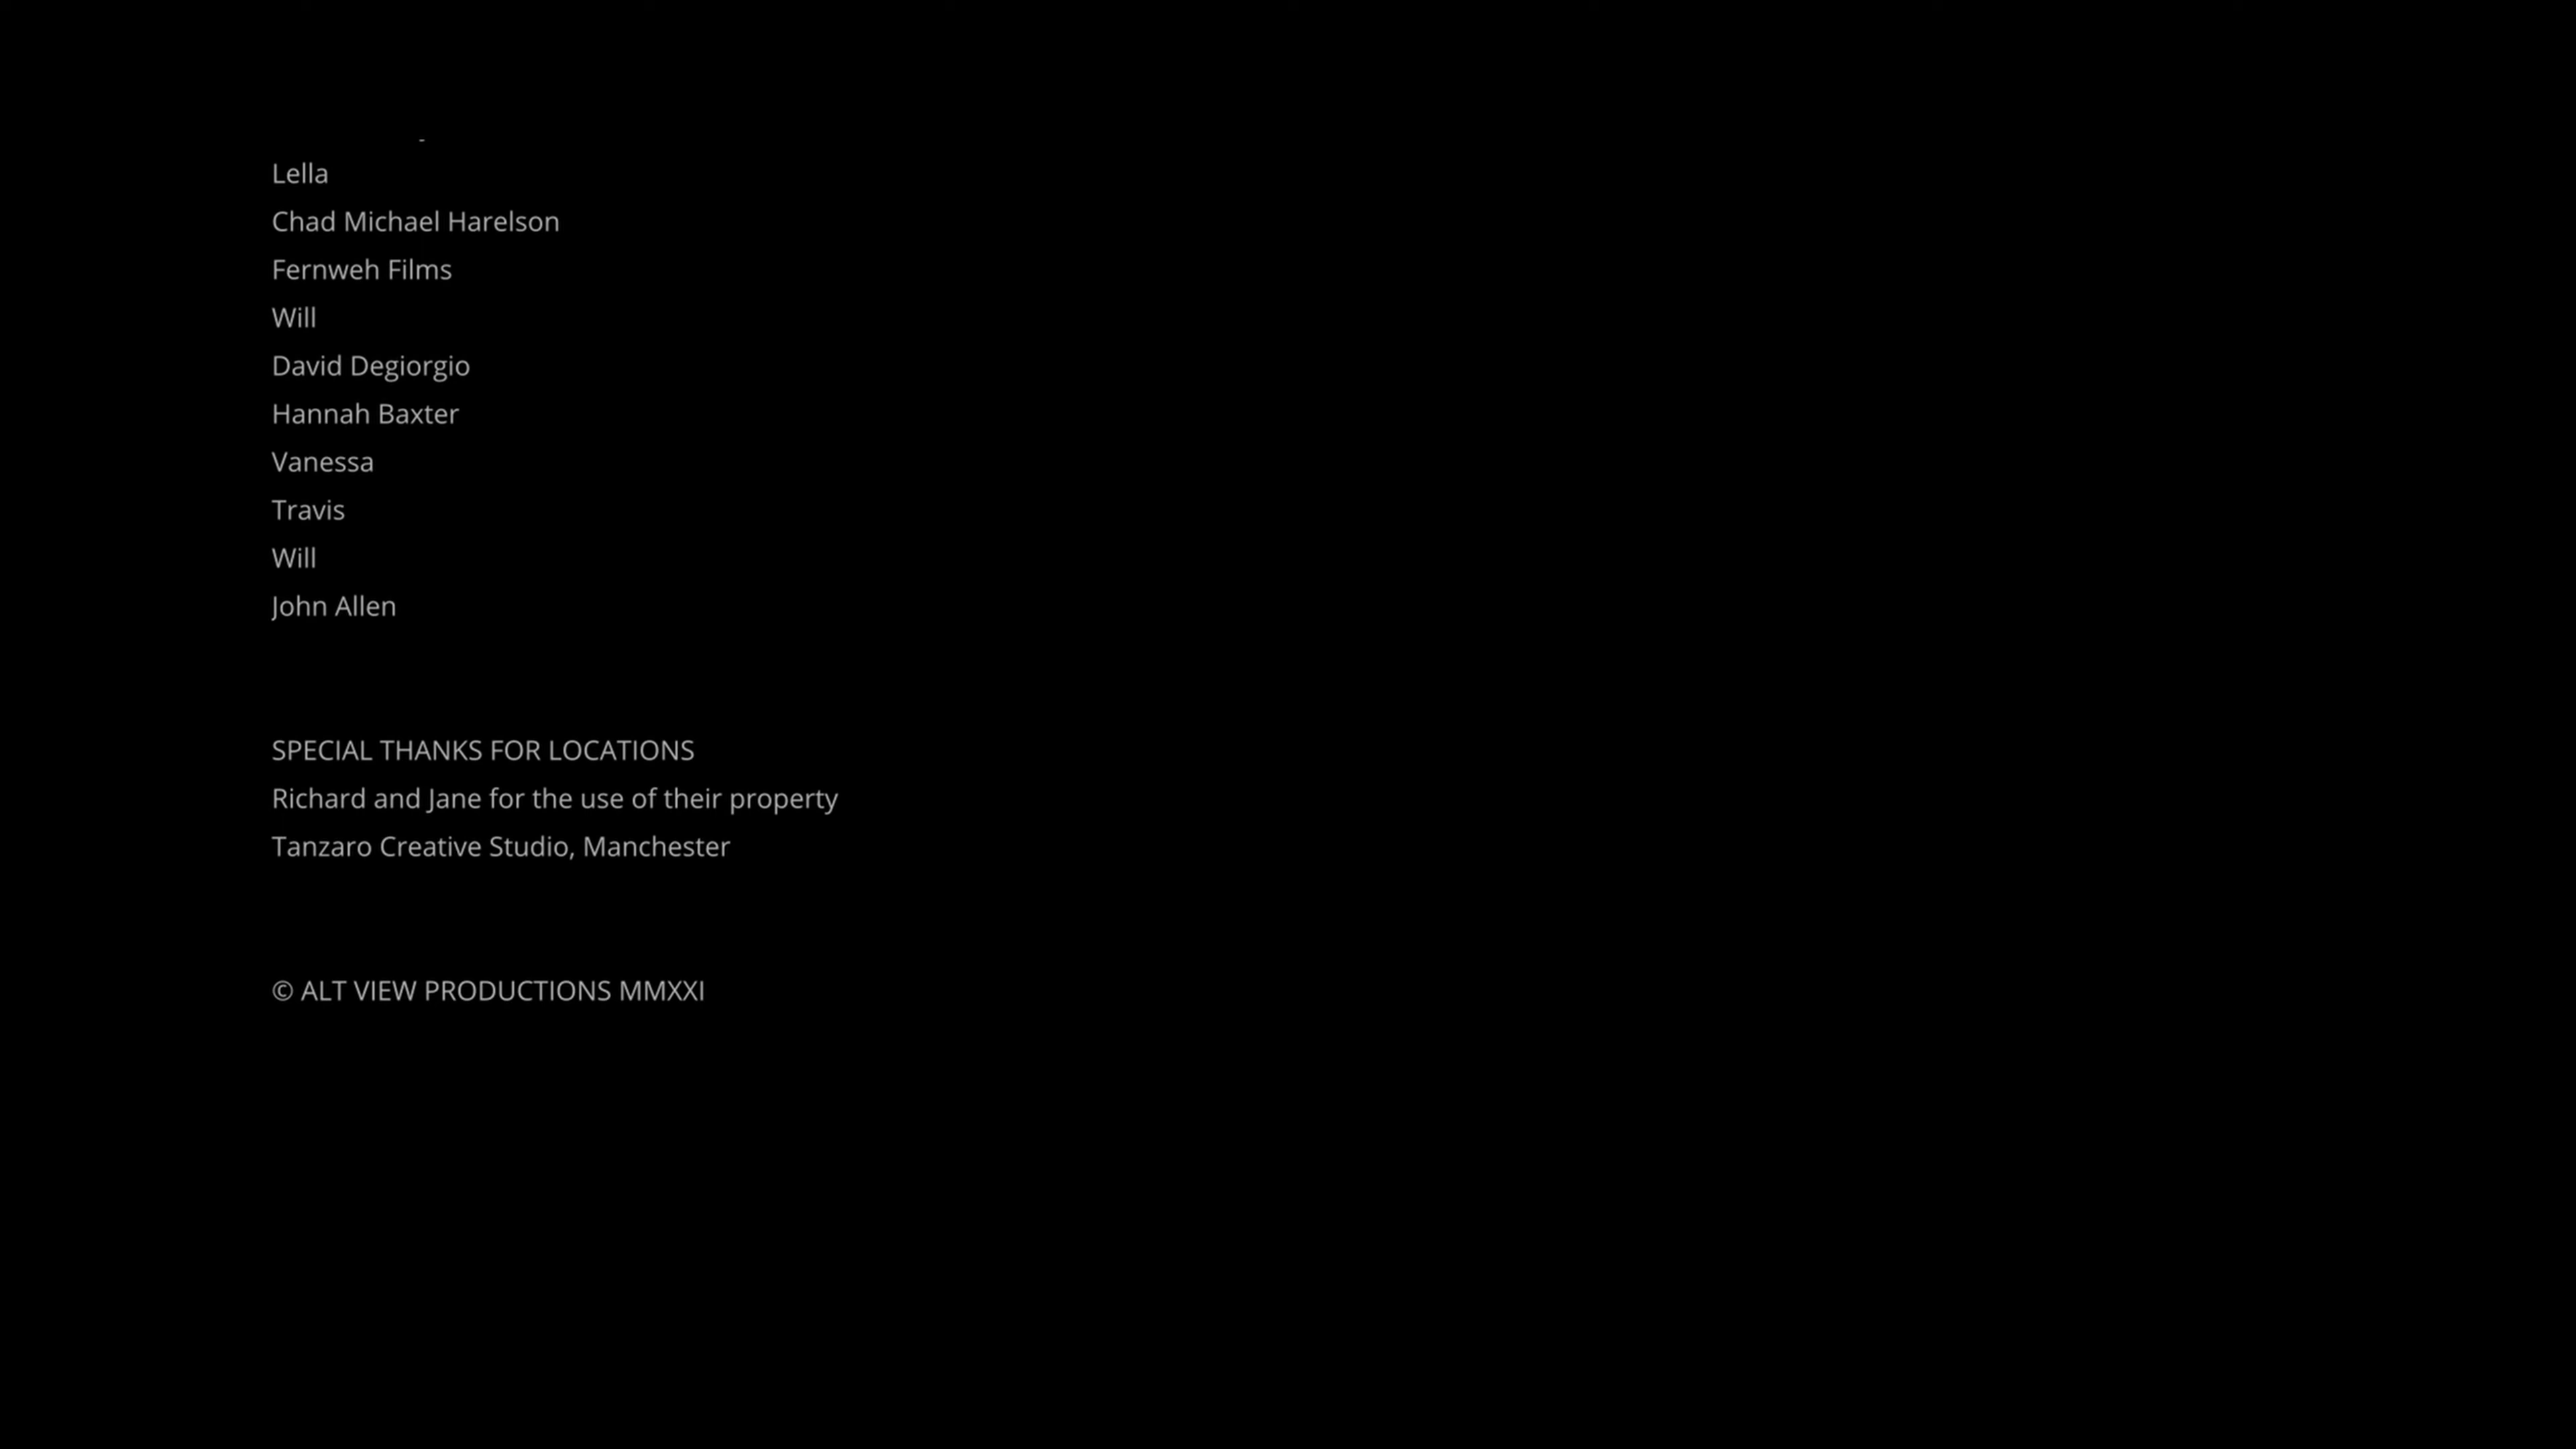 Lella
Chad Michael Harelson
Fernweh Films
Will
David Degiorgio
Hannah Baxter
Vanessa
Travis
Will
John Allen
SPECIAL THANKS FOR LOCATIONS
Richard and Jane for the use of their property
Tanzaro Creative Studio, Manchester
© ALT VIEW PRODUCTIONS MMXXI